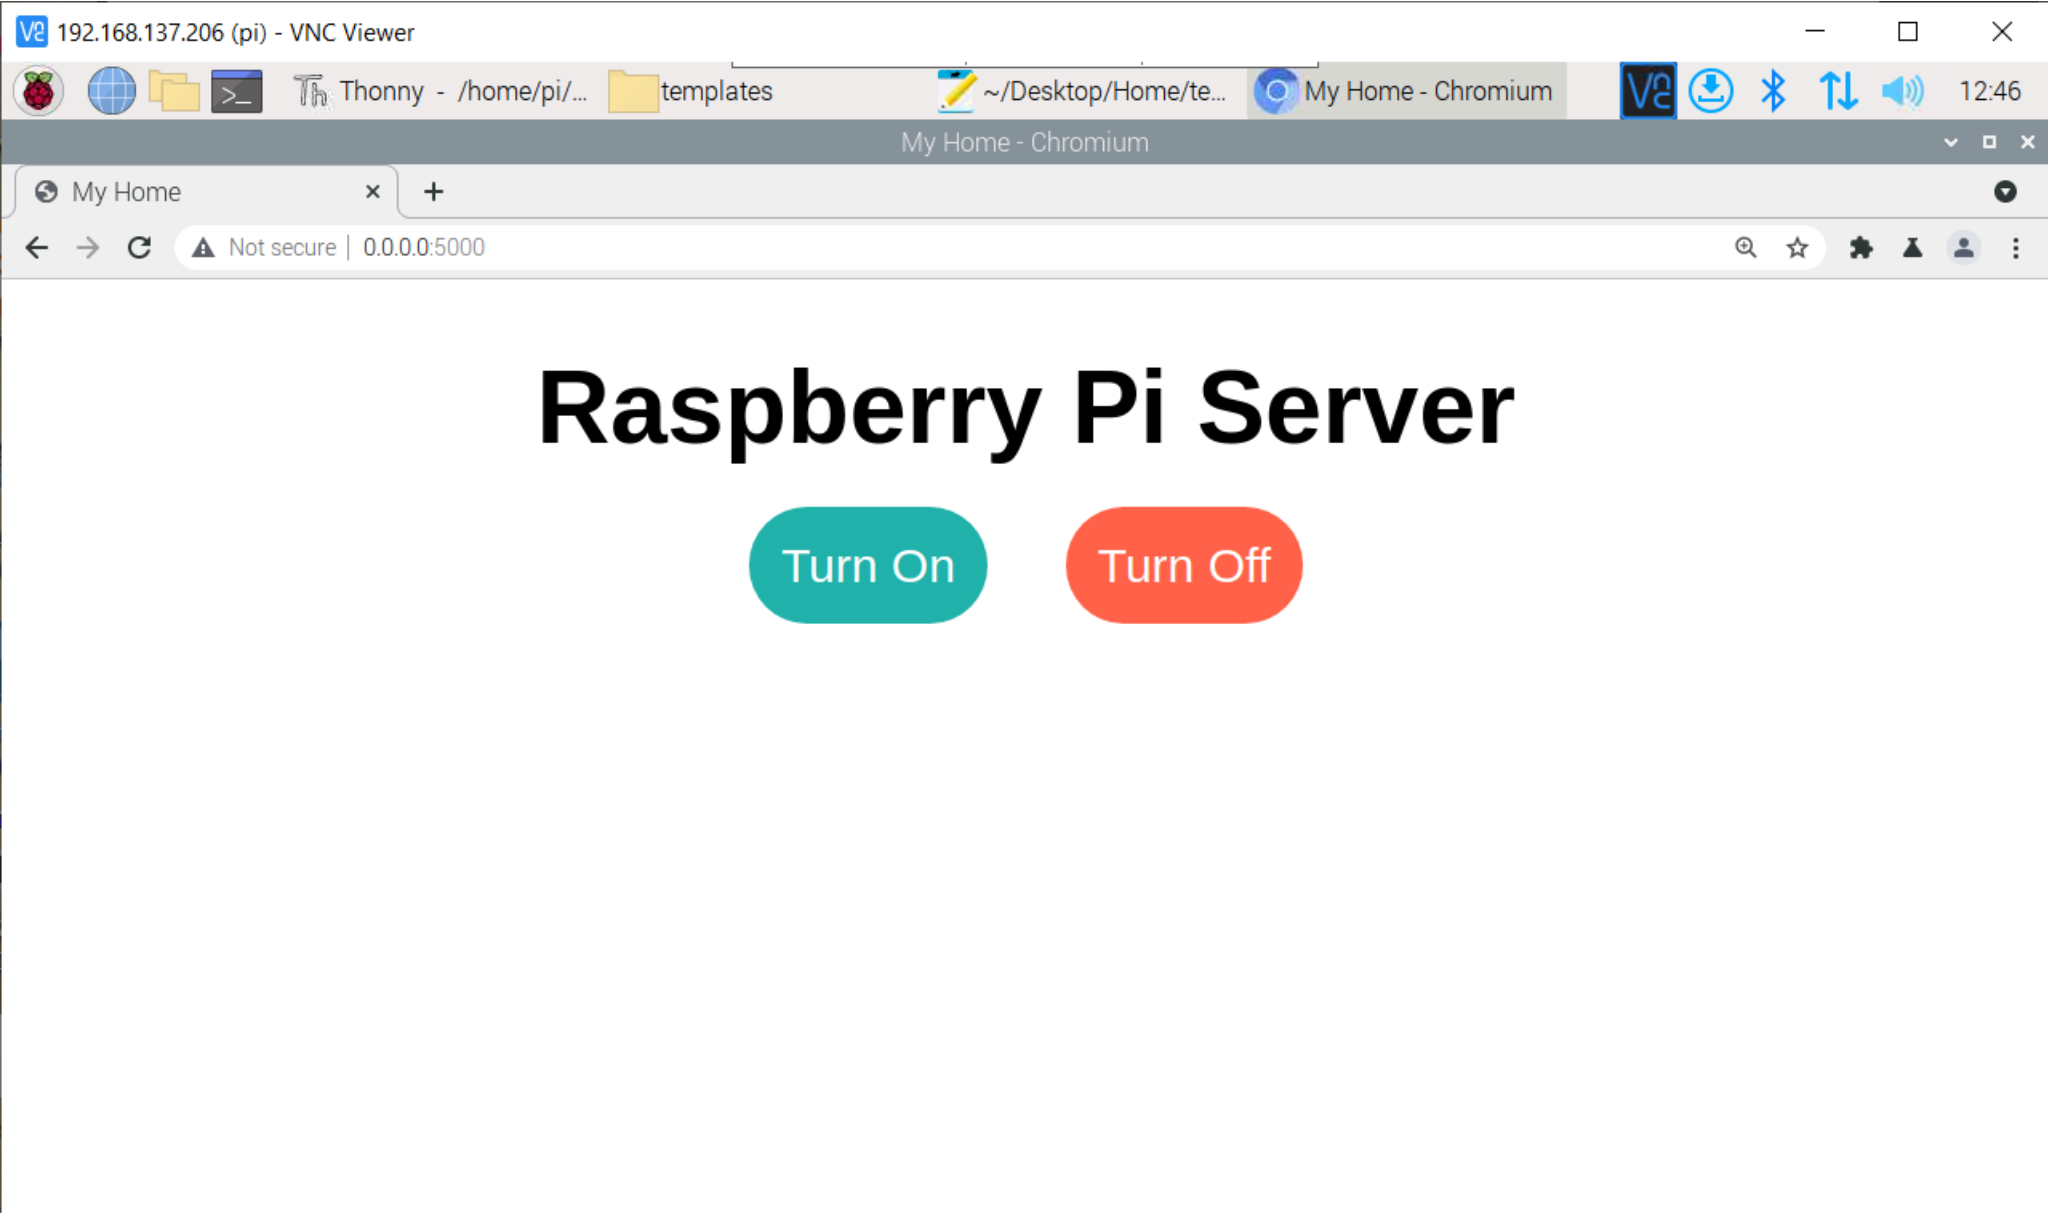 192.168.137.206 (pi) - VNC Viewer
Thonny - /home/pi/... templates ~/Desktop/Home/te... My Home - Chromium 12:46
My Home - Chromium
My Home
Not secure | 0.0.0.0:5000
Raspberry Pi Server
Turn On Turn Off